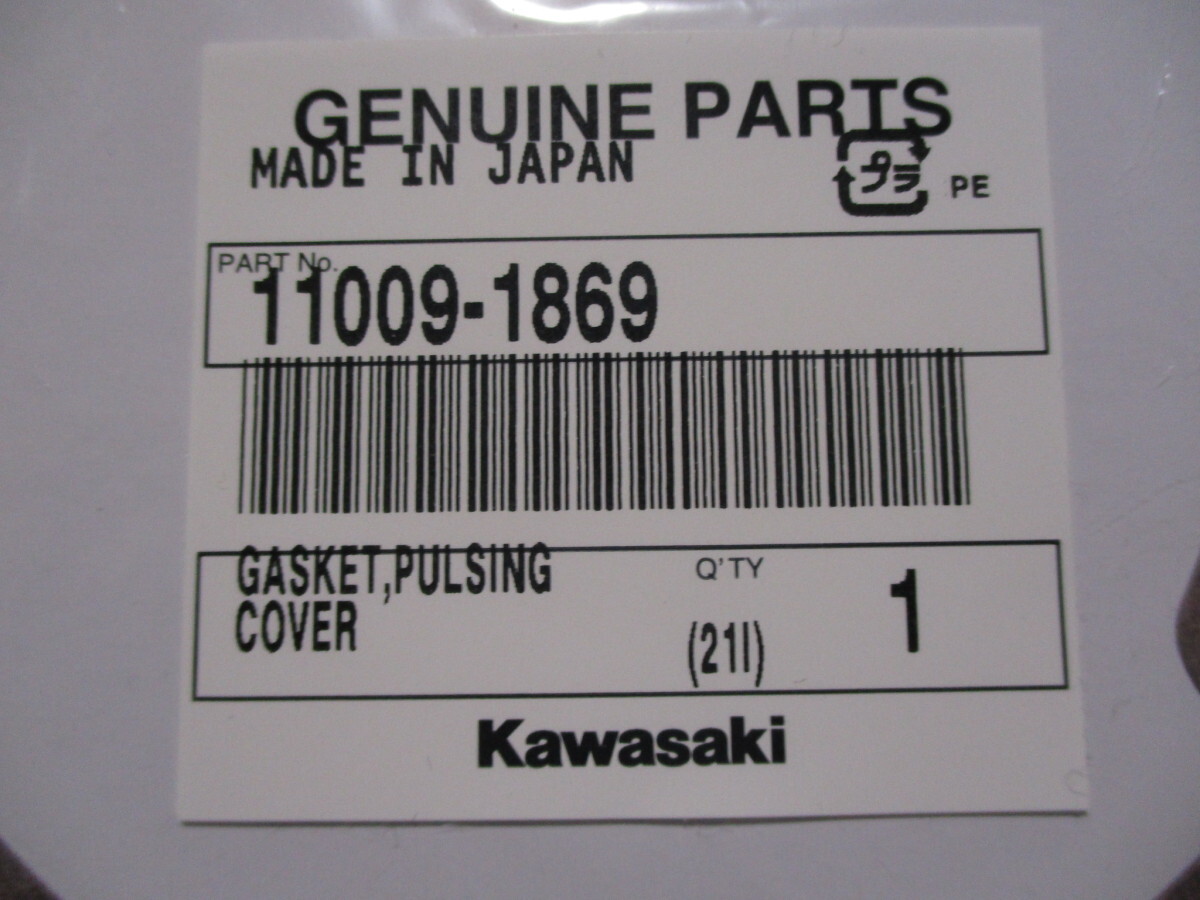 GENUINE PARTS
MADE IN JAPAN
プラ PE
PART No.
11009-1869
GASKET,PULSING
COVER
Q'TY
(21I)
1
Kawasaki